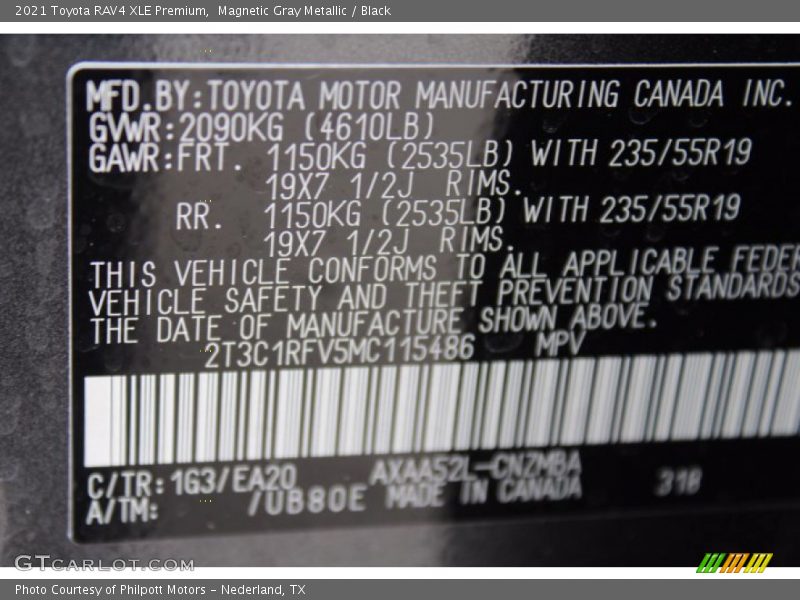 2021 Toyota RAV4 XLE Premium,  Magnetic Gray Metallic / Black
MFD.BY:TOYOTA MOTOR MANUFACTURING CANADA INC.
GVWR:2090KG (4610LB)
GAWR:FRT. 1150KG (2535LB) WITH 235/55R19
19X7 1/2J RIMS.
RR. 1150KG (2535LB) WITH 235/55R19
19X7 1/2J RIMS.
THIS VEHICLE CONFORMS TO ALL APPLICABLE FEDER
VEHICLE SAFETY AND THEFT PREVENTION STANDARDS
THE DATE OF MANUFACTURE SHOWN ABOVE.
2T3C1RFV5MC115486 MPV
C/TR:1G3/EA20 AXAA52L-CNZMBA 318
A/TM: /UB80E MADE IN CANADA
GTCARLOT.COM
Photo Courtesy of Philpott Motors - Nederland, TX